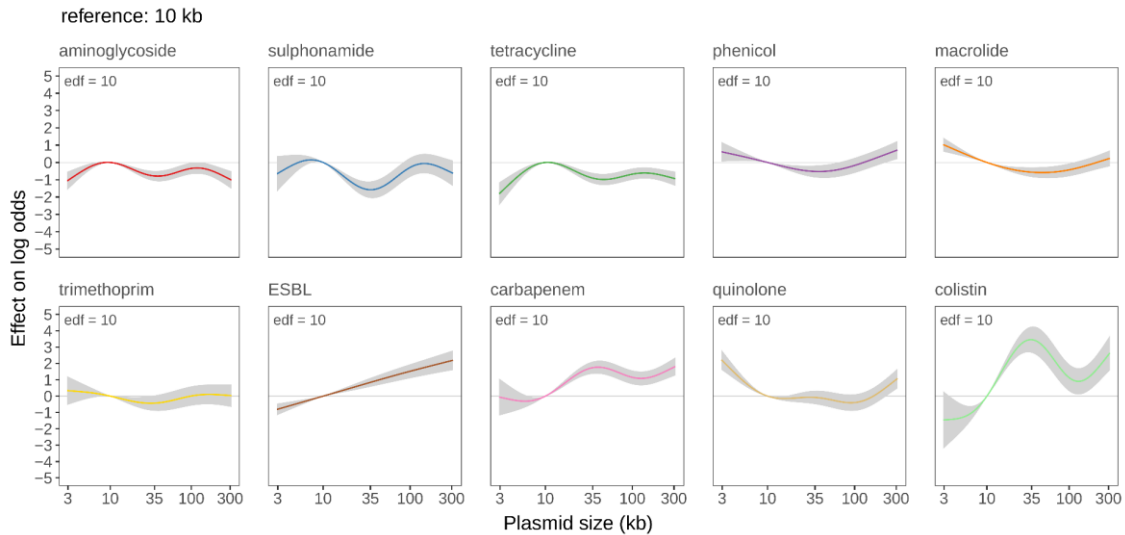 reference: 10 kb
aminoglycoside sulphonamide tetracycline phenicol macrolide
edf = 10 edf = 10 edf = 10 edf = 10 edf = 10
5
4
3
2
1
0
−1
−2
−3
−4
−5
Effect on log odds
trimethoprim ESBL carbapenem quinolone colistin
edf = 10 edf = 10 edf = 10 edf = 10 edf = 10
5
4
3
2
1
0
−1
−2
−3
−4
−5
3 10 35 100 300 3 10 35 100 300 3 10 35 100 300 3 10 35 100 300 3 10 35 100 300
Plasmid size (kb)